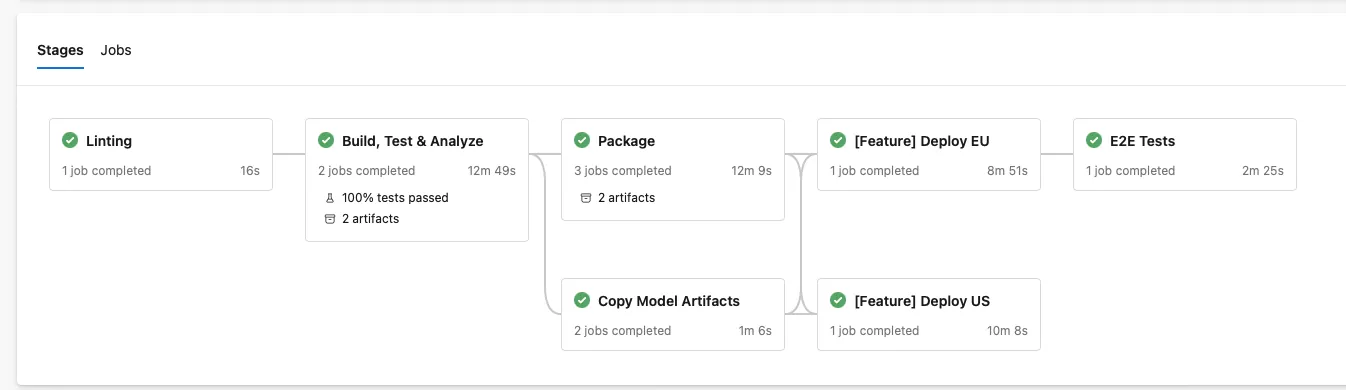 Stages Jobs
Linting
1 job completed 16s
Build, Test & Analyze
2 jobs completed 12m 49s
100% tests passed
2 artifacts
Package
3 jobs completed 12m 9s
2 artifacts
[Feature] Deploy EU
1 job completed 8m 51s
E2E Tests
1 job completed 2m 25s
Copy Model Artifacts
2 jobs completed 1m 6s
[Feature] Deploy US
1 job completed 10m 8s